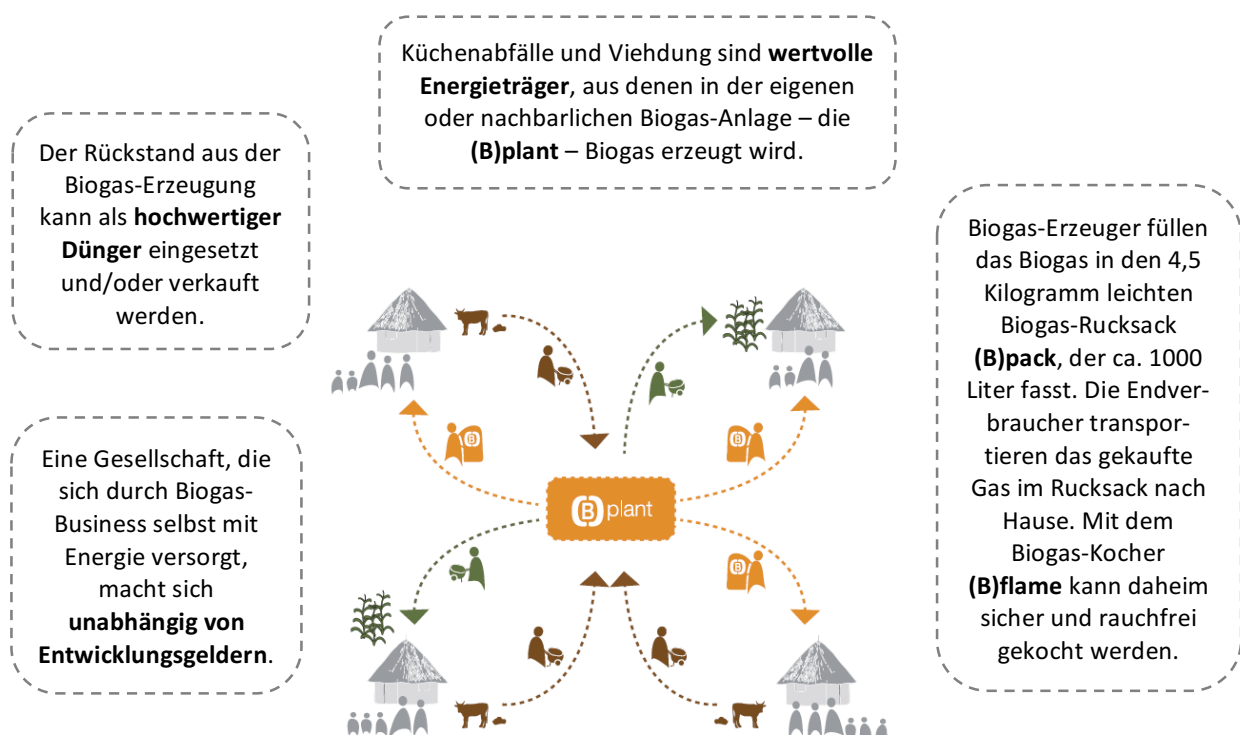 Küchenabfälle und Viehdung sind wertvolle
Energieträger, aus denen in der eigenen
oder nachbarlichen Biogas-Anlage – die
(B)plant – Biogas erzeugt wird.
Der Rückstand aus der
Biogas-Erzeugung
kann als hochwertiger
Dünger eingesetzt
und/oder verkauft
werden.
Eine Gesellschaft, die
sich durch Biogas-
Business selbst mit
Energie versorgt,
macht sich
unabhängig von
Entwicklungsgeldern.
(B) plant
Biogas-Erzeuger füllen
das Biogas in den 4,5
Kilogramm leichten
Biogas-Rucksack
(B)pack, der ca. 1000
Liter fasst. Die Endver-
braucher transpor-
tieren das gekaufte
Gas im Rucksack nach
Hause. Mit dem
Biogas-Kocher
(B)flame kann daheim
sicher und rauchfrei
gekocht werden.